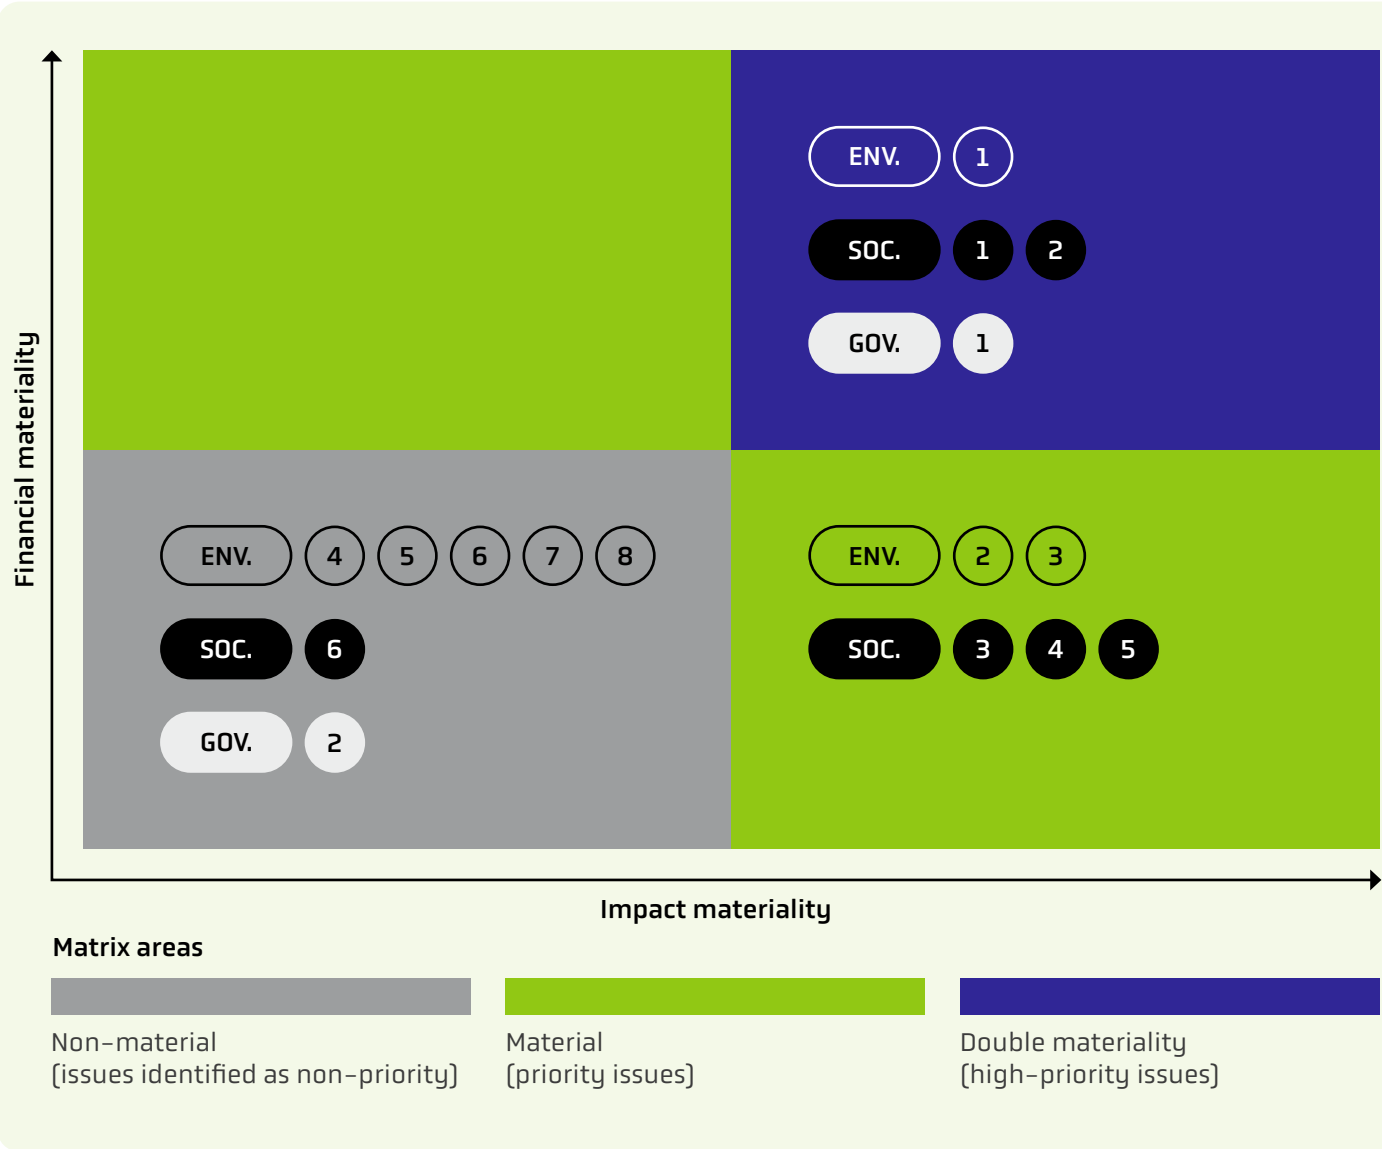 Financial materiality
ENV. 1
SOC. 1 2
GOV. 1
ENV. 4 5 6 7 8
SOC. 6
GOV. 2
ENV. 2 3
SOC. 3 4 5
Impact materiality
Matrix areas
Non-material
(issues identified as non-priority)
Material
(priority issues)
Double materiality
(high-priority issues)